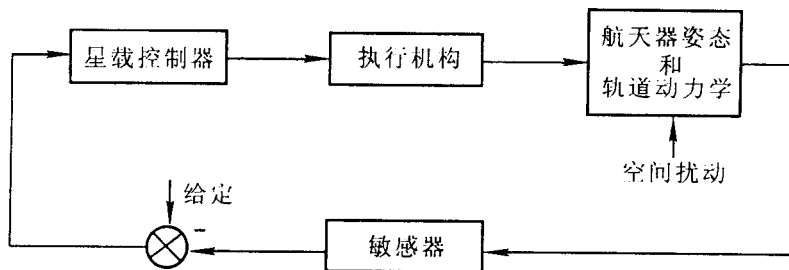 星载控制器
执行机构
航天器姿态
和
轨道动力学
空间扰动
给定
-
敏感器